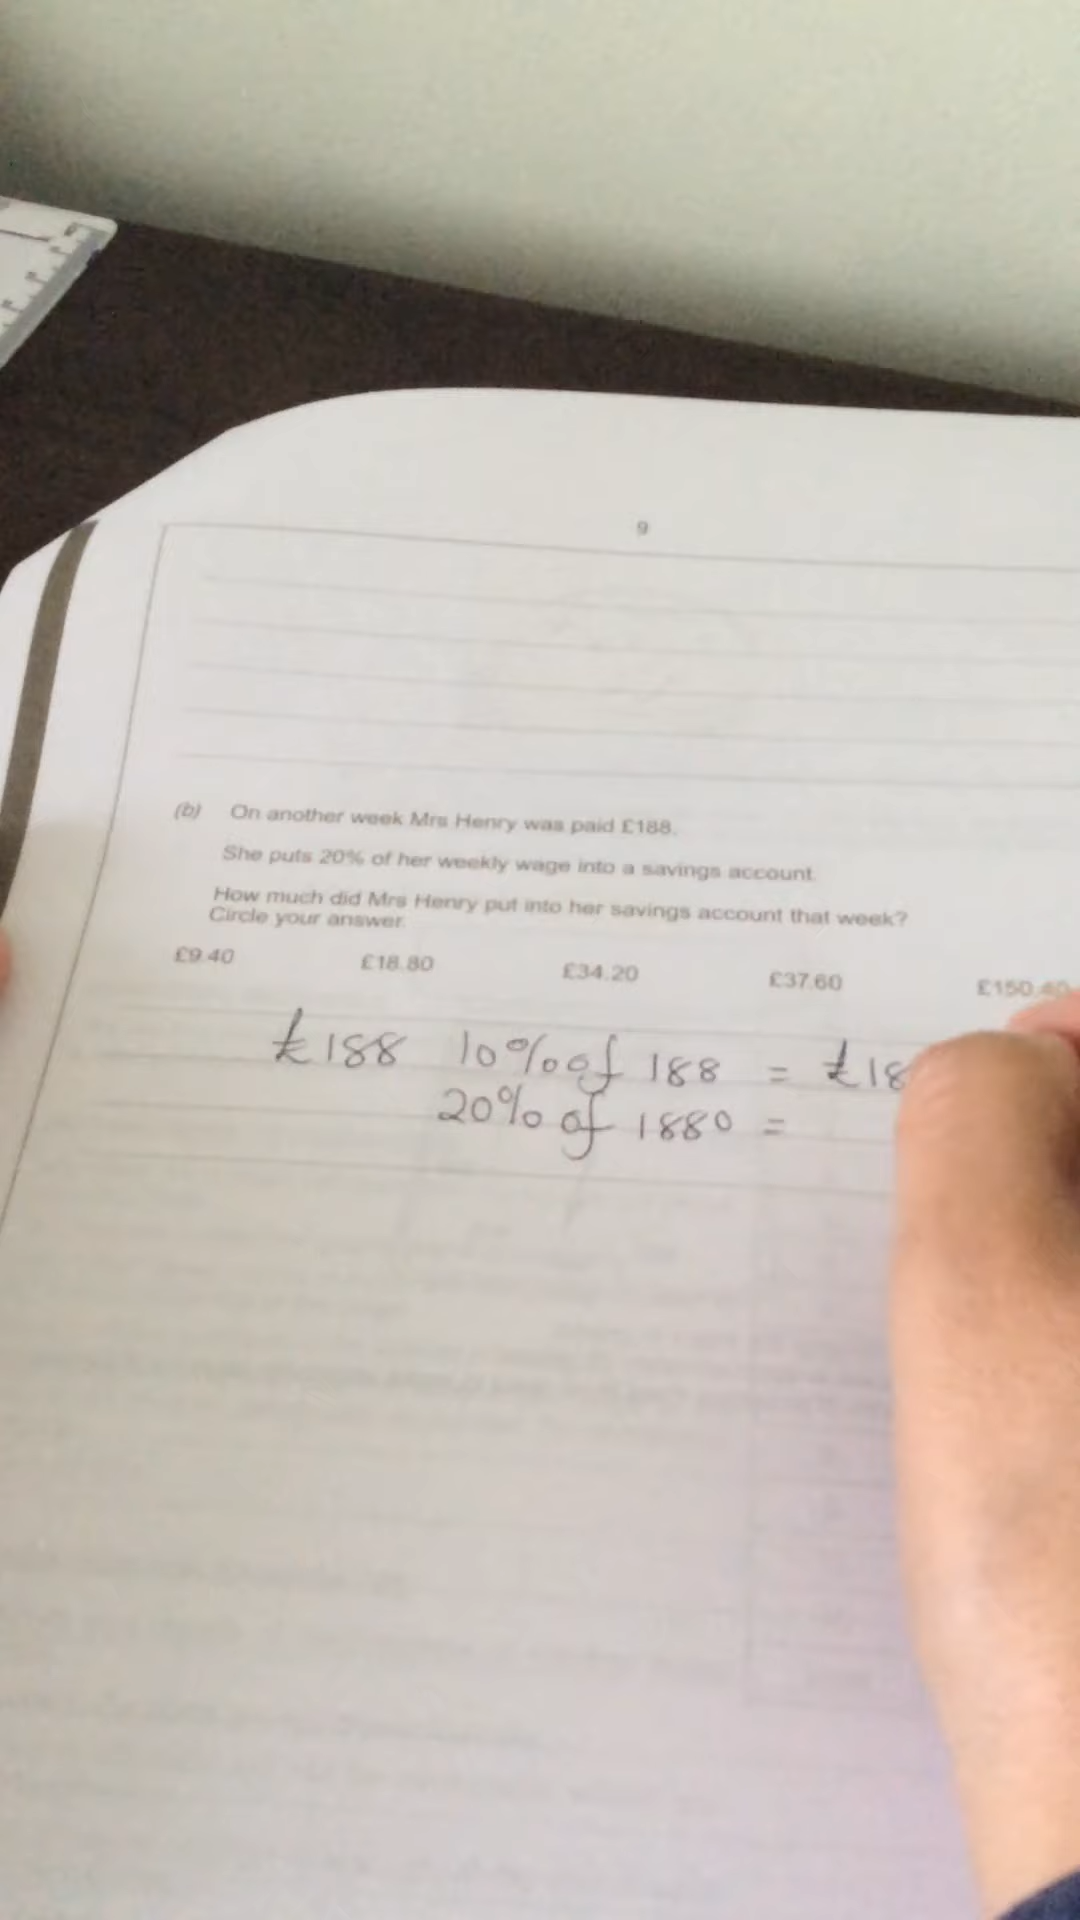 9
(b) On another week Mrs Henry was paid £188.
She puts 20% of her weekly wage into a savings account.
How much did Mrs Henry put into her savings account that week?
Circle your answer.
£9.40 £18.80 £34.20 £37.60 £150.40
£188 10% of 188 = £18
20% of 1880 =